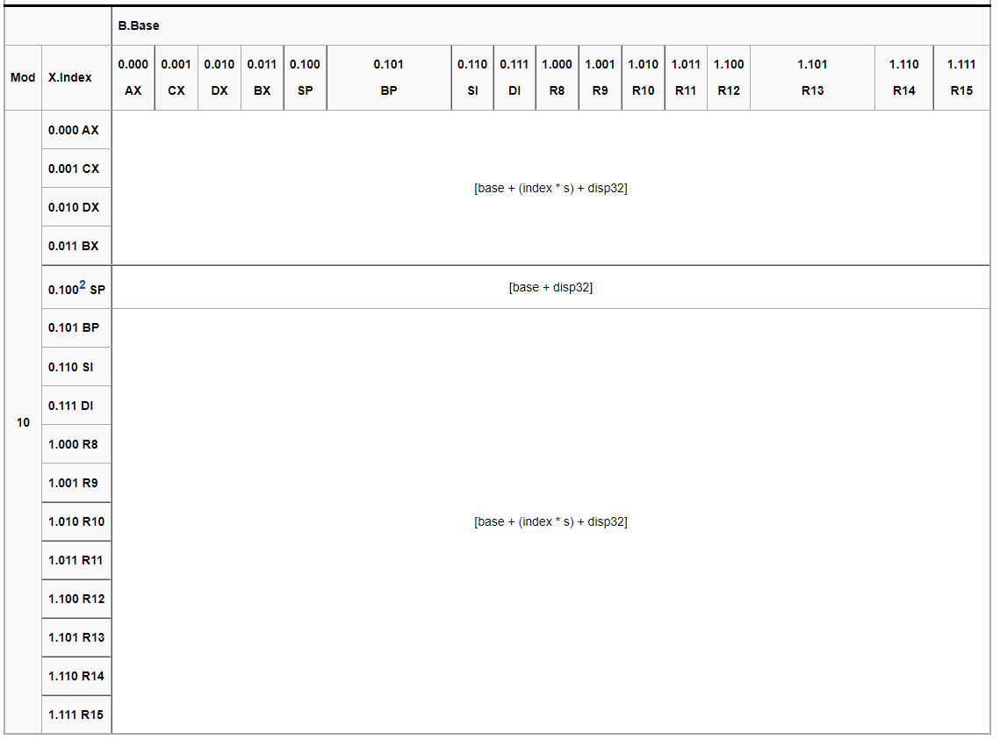 B.Base
Mod X.Index 0.000 0.001 0.010 0.011 0.100 0.101 0.110 0.111 1.000 1.001 1.010 1.011 1.100 1.101 1.110 1.111
AX CX DX BX SP BP SI DI R8 R9 R10 R11 R12 R13 R14 R15
0.000 AX
0.001 CX
[base + (index * s) + disp32]
0.010 DX
0.011 BX
0.100² SP [base + disp32]
0.101 BP
0.110 SI
0.111 DI
10
1.000 R8
1.001 R9
1.010 R10 [base + (index * s) + disp32]
1.011 R11
1.100 R12
1.101 R13
1.110 R14
1.111 R15